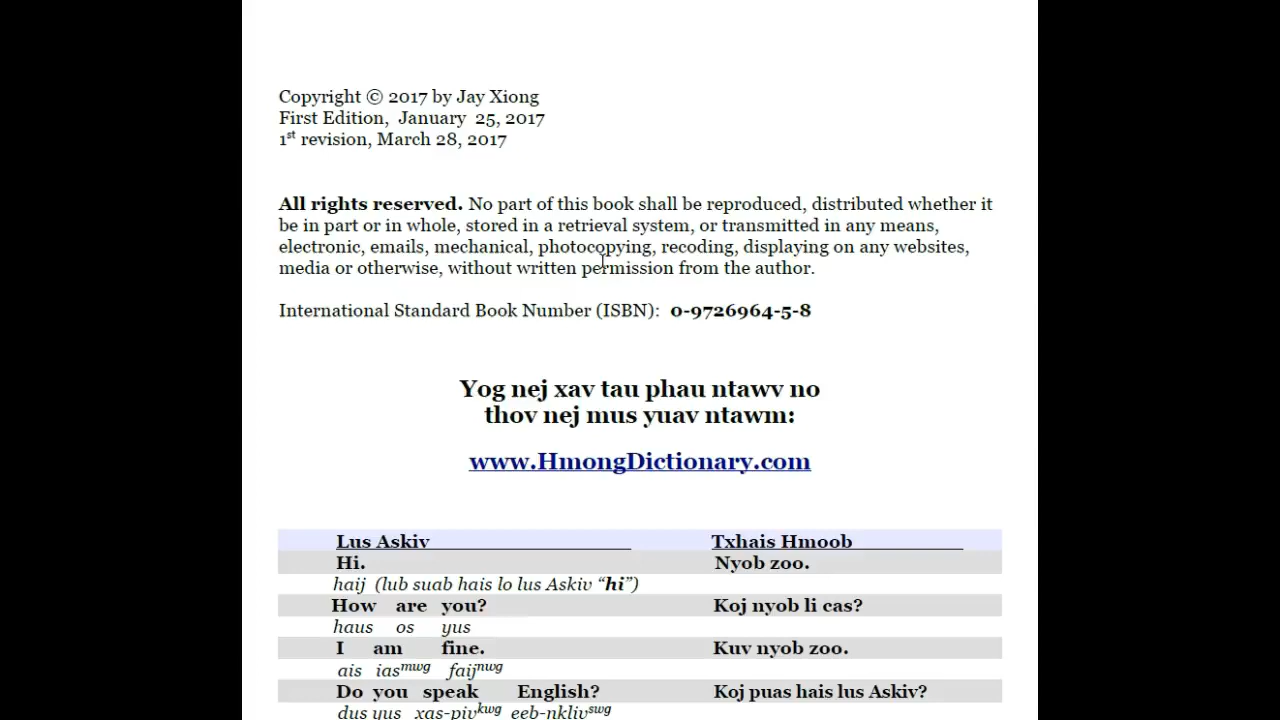 Copyright © 2017 by Jay Xiong
First Edition, January 25, 2017
1st revision, March 28, 2017
All rights reserved. No part of this book shall be reproduced, distributed whether it
be in part or in whole, stored in a retrieval system, or transmitted in any means,
electronic, emails, mechanical, photocopying, recoding, displaying on any websites,
media or otherwise, without written permission from the author.
International Standard Book Number (ISBN): 0-9726964-5-8
Yog nej xav tau phau ntawv no
thov nej mus yuav ntawm:
www.HmongDictionary.com
Lus Askiv Txhais Hmoob
Hi. Nyob zoo.
haij (lub suab hais lo lus Askiv “hi”)
How are you? Koj nyob li cas?
haus os yus
I am fine. Kuv nyob zoo.
ais iasmwg faijnwg
Do you speak English? Koj puas hais lus Askiv?
dus yus xas-pivkwg eeb-nklivswg